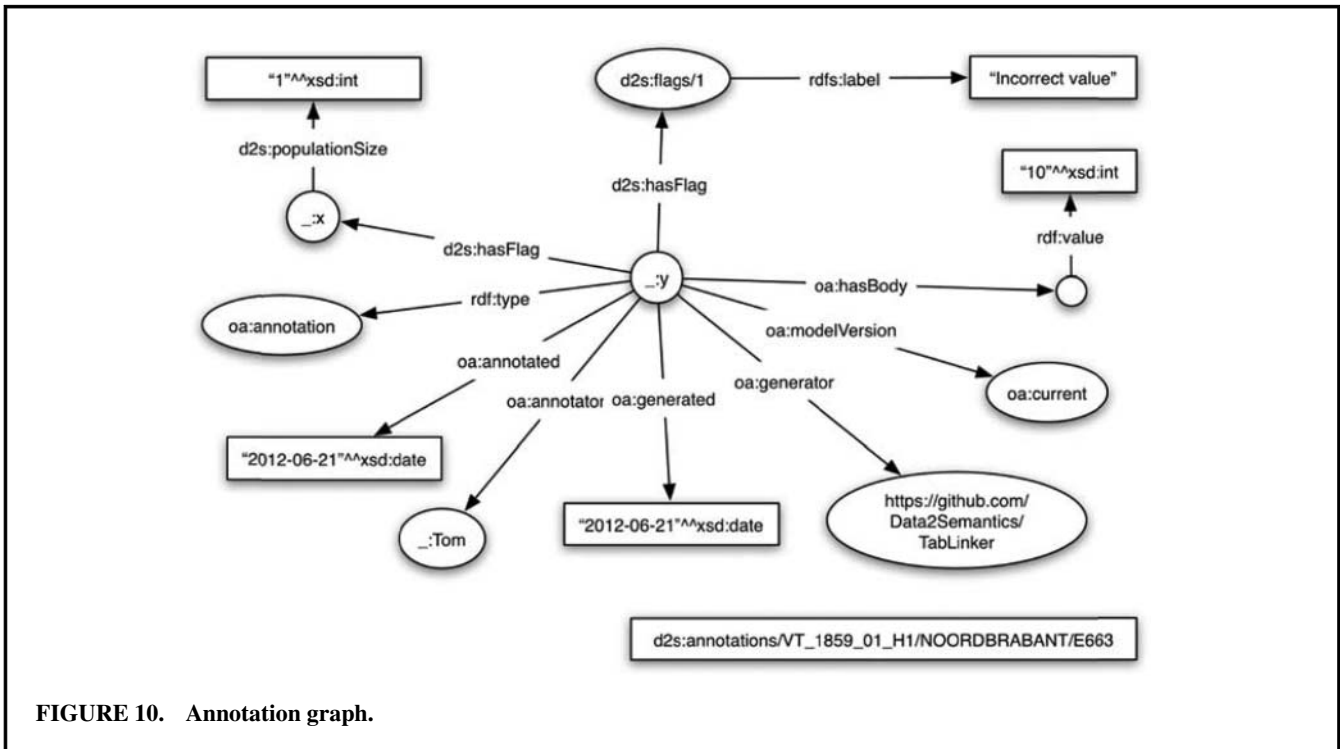 "1"^^xsd:int
d2s:flags/1
rdfs:label
"Incorrect value"
d2s:populationSize
"10"^^xsd:int
d2s:hasFlag
_:x
rdf:value
d2s:hasFlag
_:y
oa:hasBody
rdf:type
oa:annotation
oa:modelVersion
oa:annotated
oa:generator
oa:annotator
oa:generated
oa:current
"2012-06-21"^^xsd:date
https://github.com/
Data2Semantics/
TabLinker
"2012-06-21"^^xsd:date
_:Tom
d2s:annotations/VT_1859_01_H1/NOORDBRABANT/E663
FIGURE 10. Annotation graph.